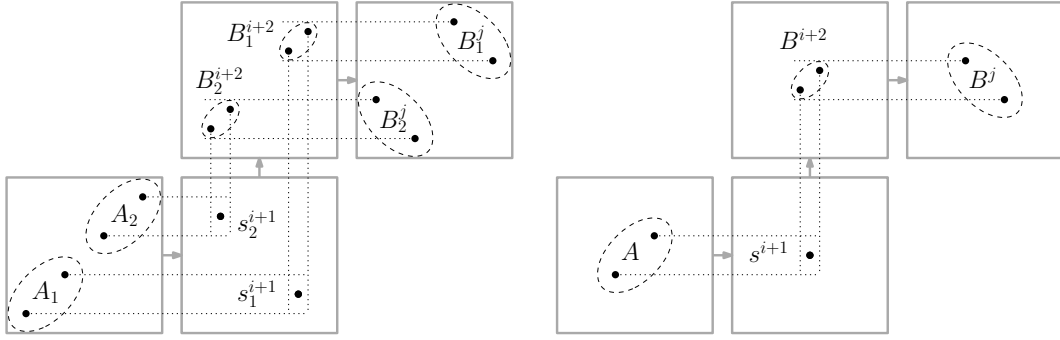 B_1^{i+2}
B_1^j
B_2^{i+2}
B_2^j
A_2
s_2^{i+1}
A_1
s_1^{i+1}
B^{i+2}
B^j
A
s^{i+1}